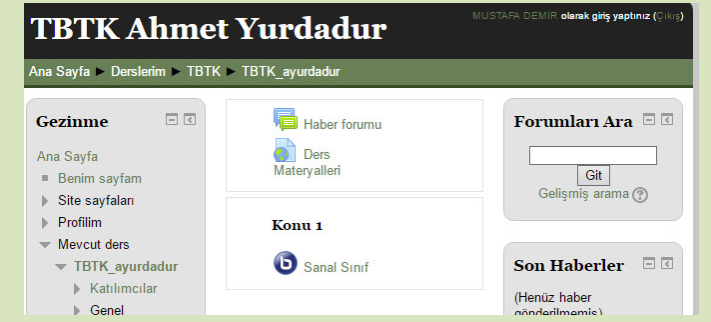 TBTK Ahmet Yurdadur
MUSTAFA DEMİR olarak giriş yaptınız (Çıkış)
Ana Sayfa ► Derslerim ► TBTK ► TBTK_ayurdadur
Gezinme
Ana Sayfa
Benim sayfam
Site sayfaları
Profilim
Mevcut ders
TBTK_ayurdadur
Katılımcılar
Genel
Haber forumu
Ders
Materyalleri
Konu 1
Sanal Sınıf
Forumları Ara
Git
Gelişmiş arama
Son Haberler
(Henüz haber
gönderilmemiş)